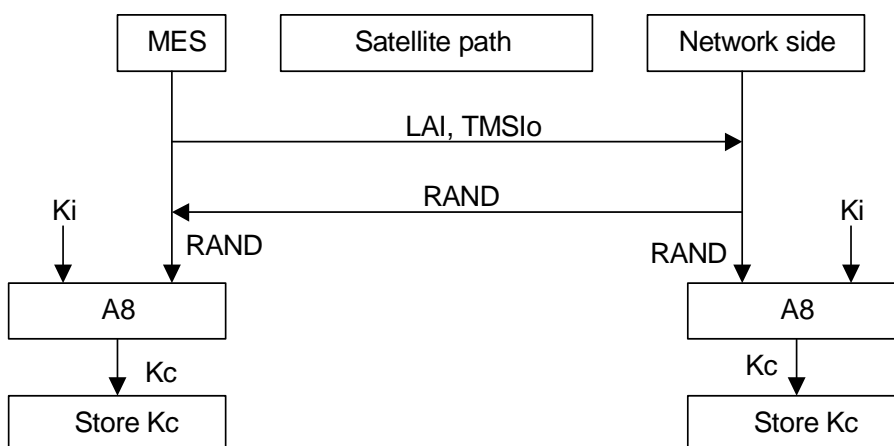 MES
Satellite path
Network side
LAI, TMSIo
RAND
Ki
Ki
RAND
RAND
A8
A8
Kc
Kc
Store Kc
Store Kc